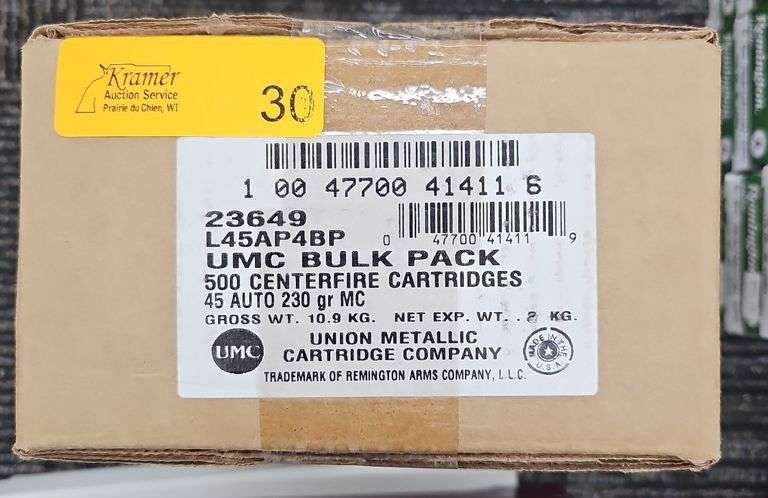 Kramer
Auction Service
Prairie du Chien, WI
30
1 00 47700 41411 6
23649
L45AP4BP
0 47700 41411 9
UMC BULK PACK
500 CENTERFIRE CARTRIDGES
45 AUTO 230 gr MC
GROSS WT. 10.9 KG. NET EXP. WT. .2 KG.
UMC
UNION METALLIC
CARTRIDGE COMPANY
MADE IN THE
U.S.A.
TRADEMARK OF REMINGTON ARMS COMPANY, L.L.C.
Remington
Remington